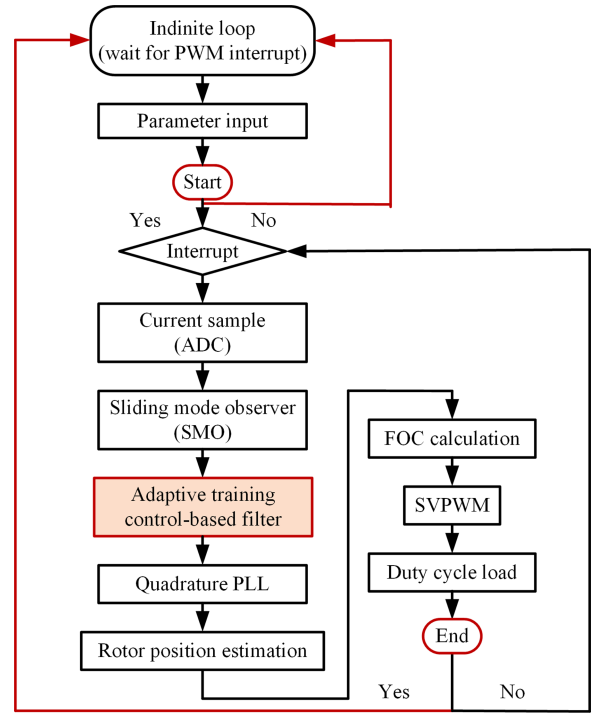 Indinite loop
(wait for PWM interrupt)
Parameter input
Start
Yes
No
Interrupt
Current sample
(ADC)
Sliding mode observer
(SMO)
Adaptive training
control-based filter
Quadrature PLL
Rotor position estimation
FOC calculation
SVPWM
Duty cycle load
End
Yes
No